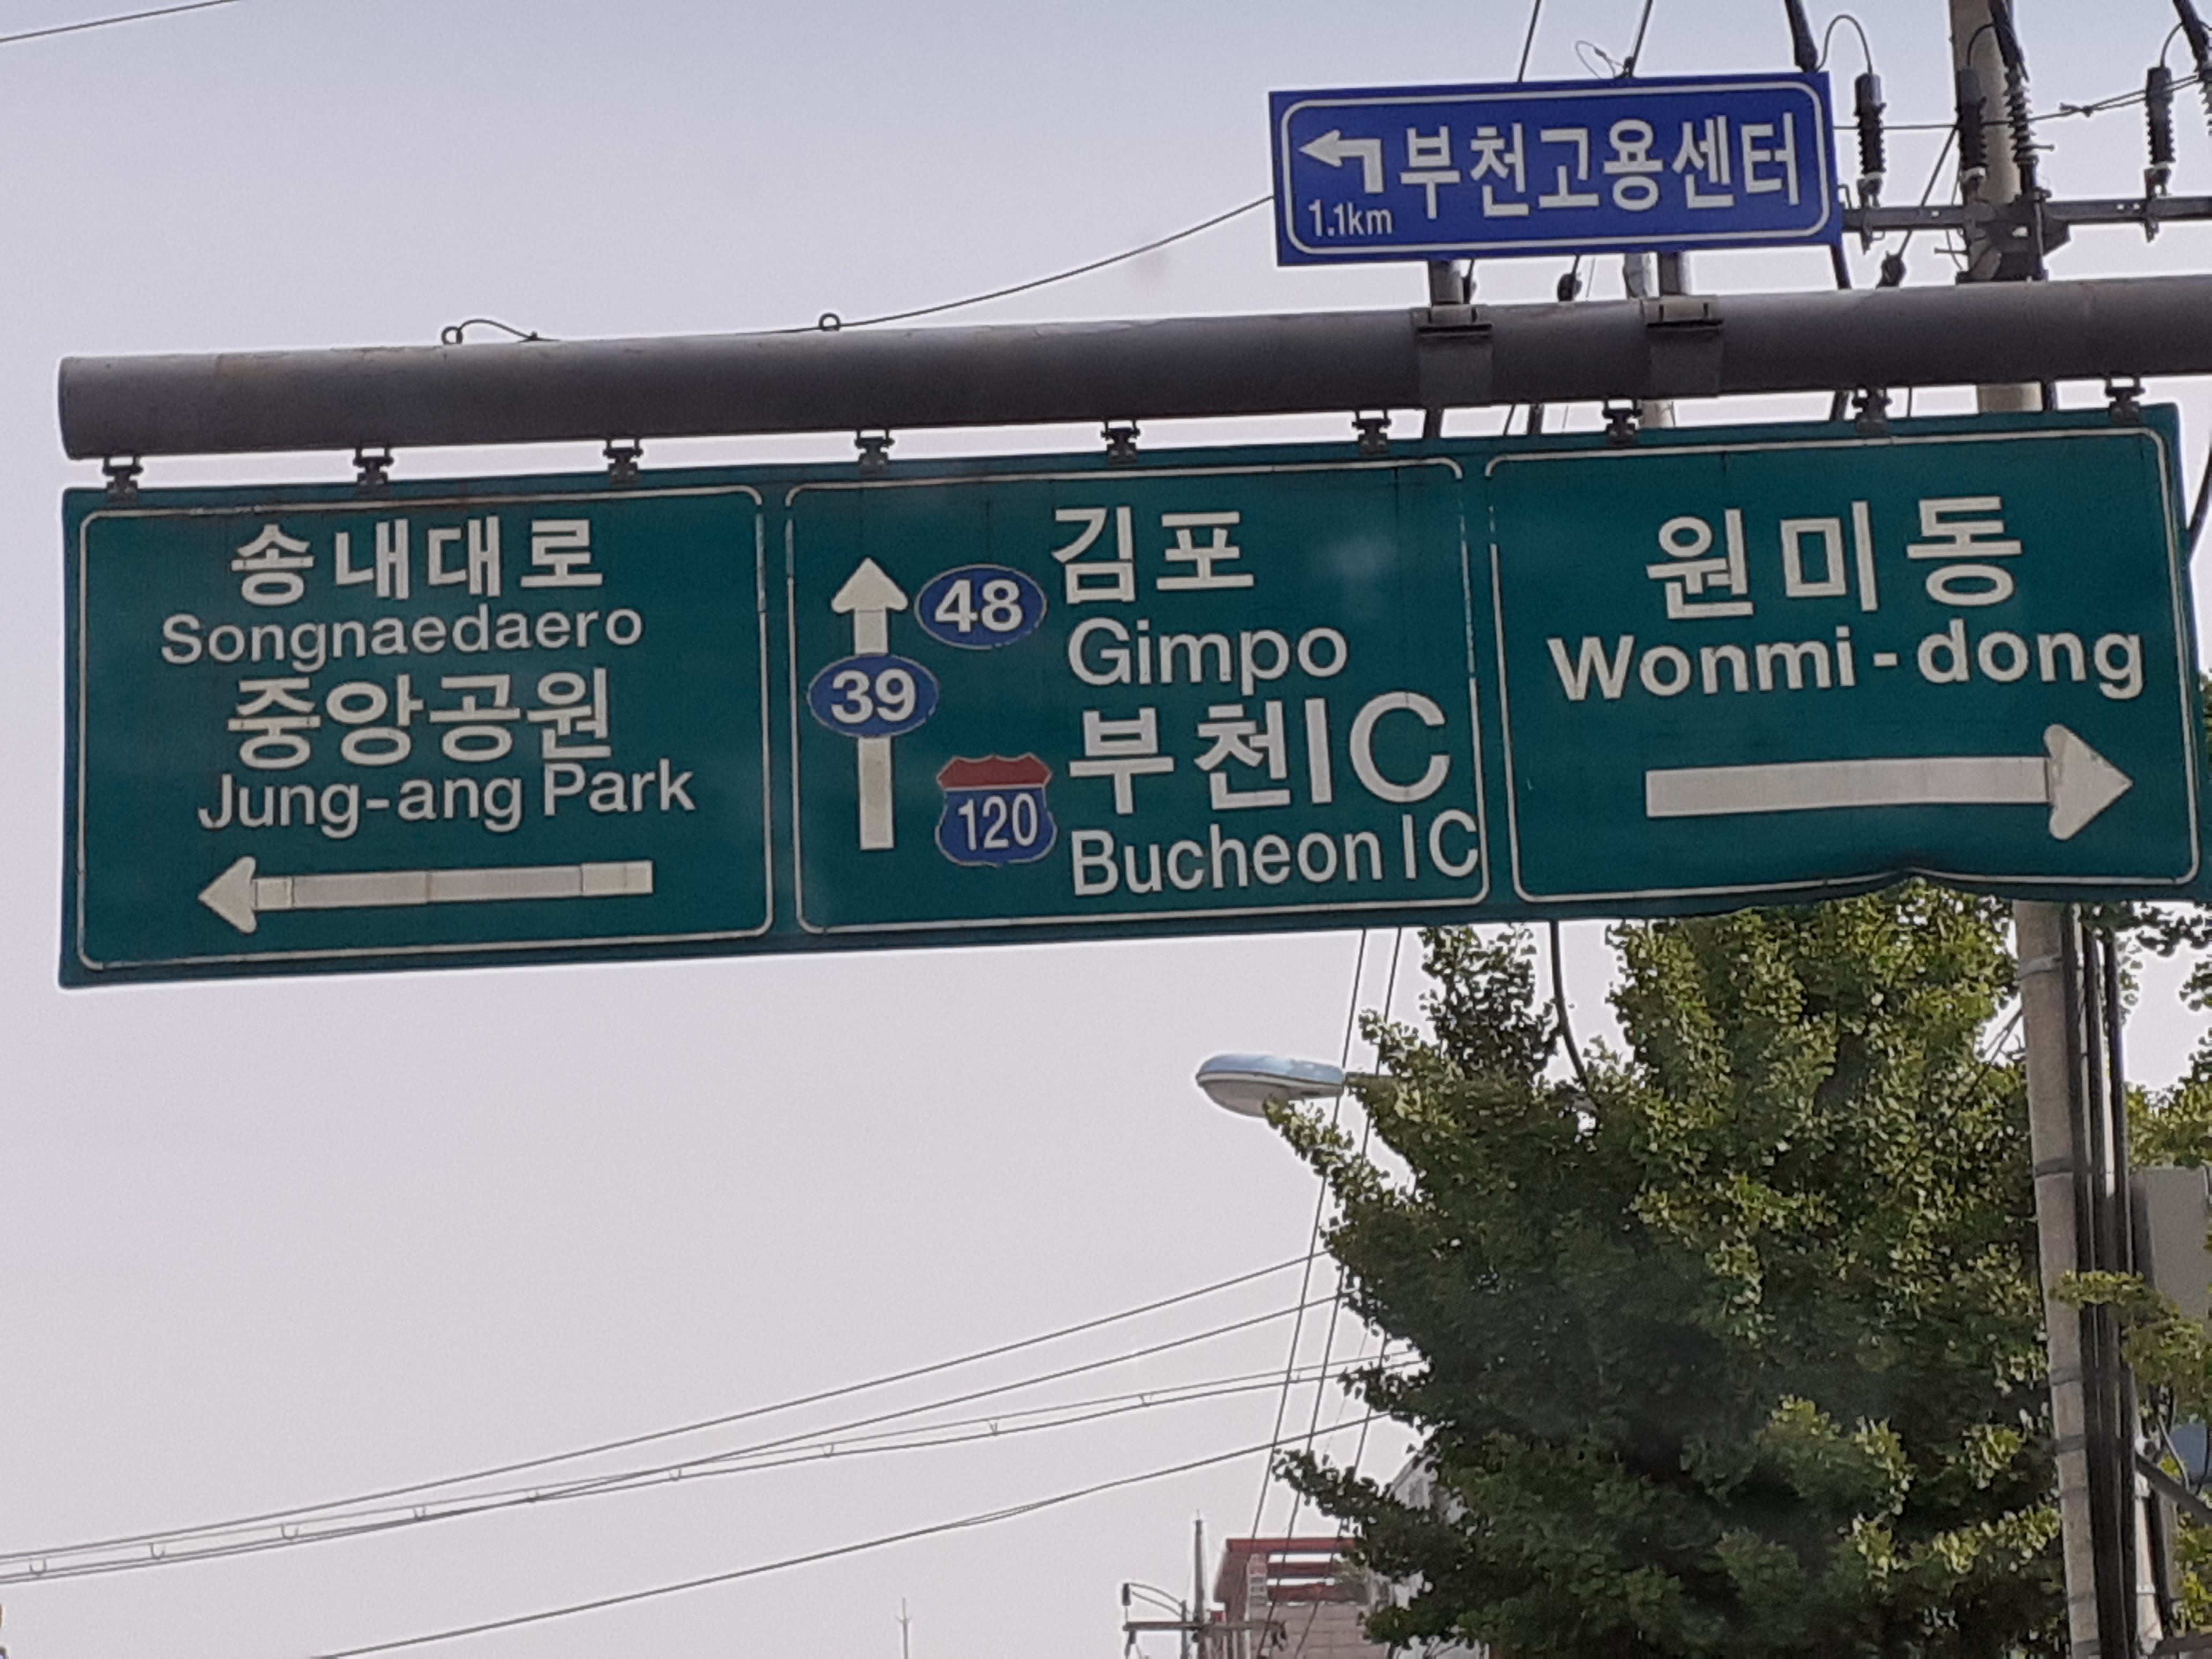 부천고용센터
1.1km
송내대로
Songnaedaero
중앙공원
Jung-ang Park
48 김포
Gimpo
39
120 부천IC
Bucheon IC
원미동
Wonmi-dong